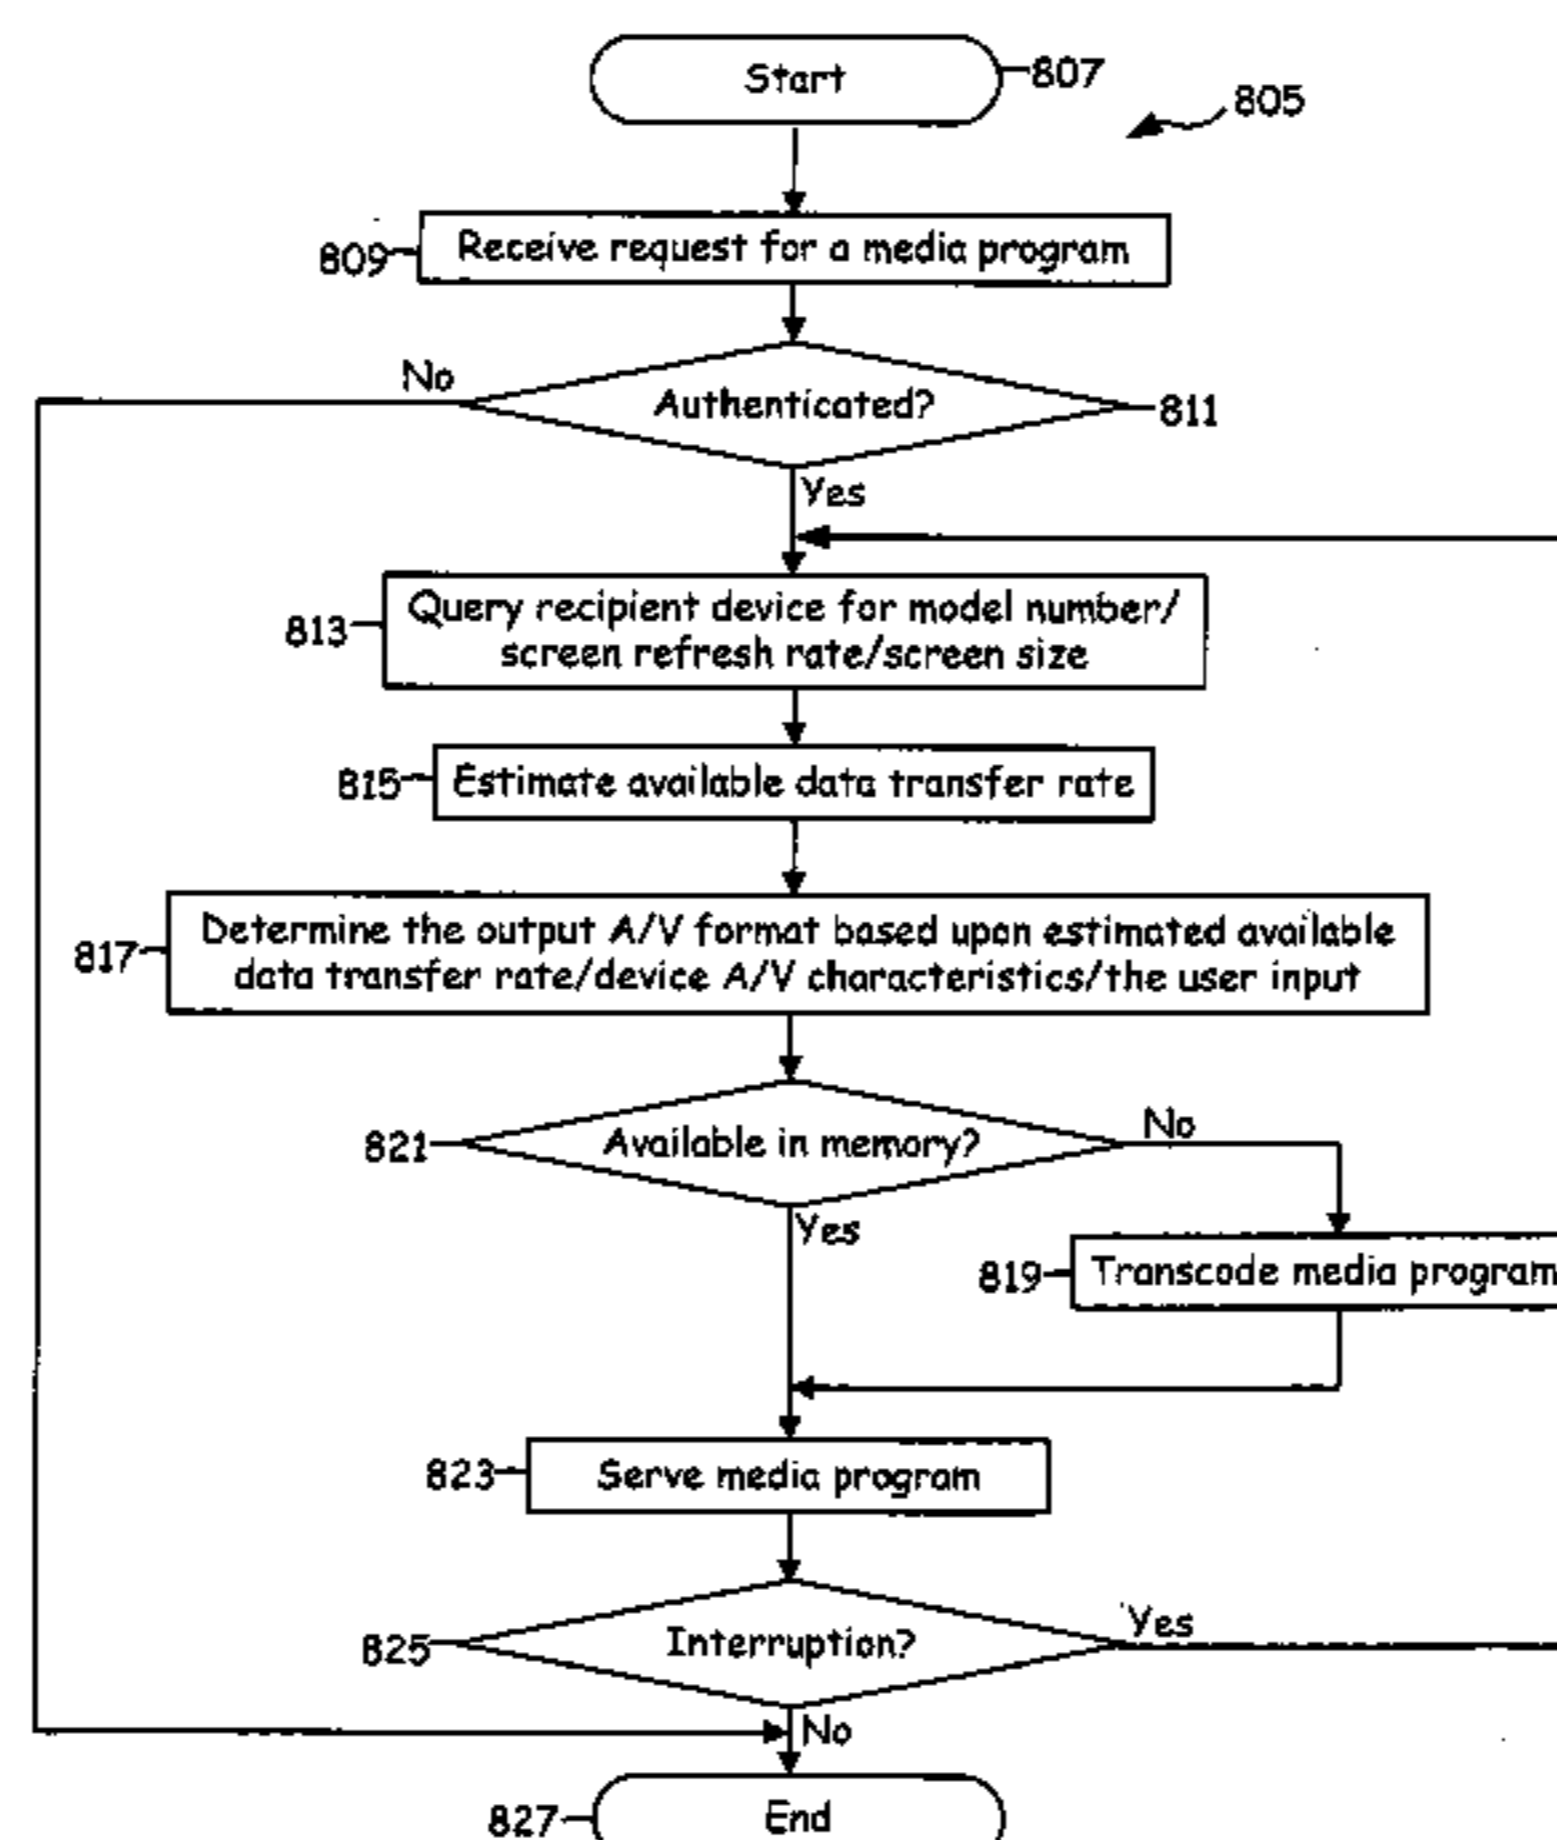 Start
807
805
809
Receive request for a media program
No
Authenticated?
811
Yes
813
Query recipient device for model number/
screen refresh rate/screen size
815
Estimate available data transfer rate
817
Determine the output A/V format based upon estimated available
data transfer rate/device A/V characteristics/the user input
821
Available in memory?
No
Yes
819
Transcode media program
823
Serve media program
825
Interruption?
Yes
No
827
End